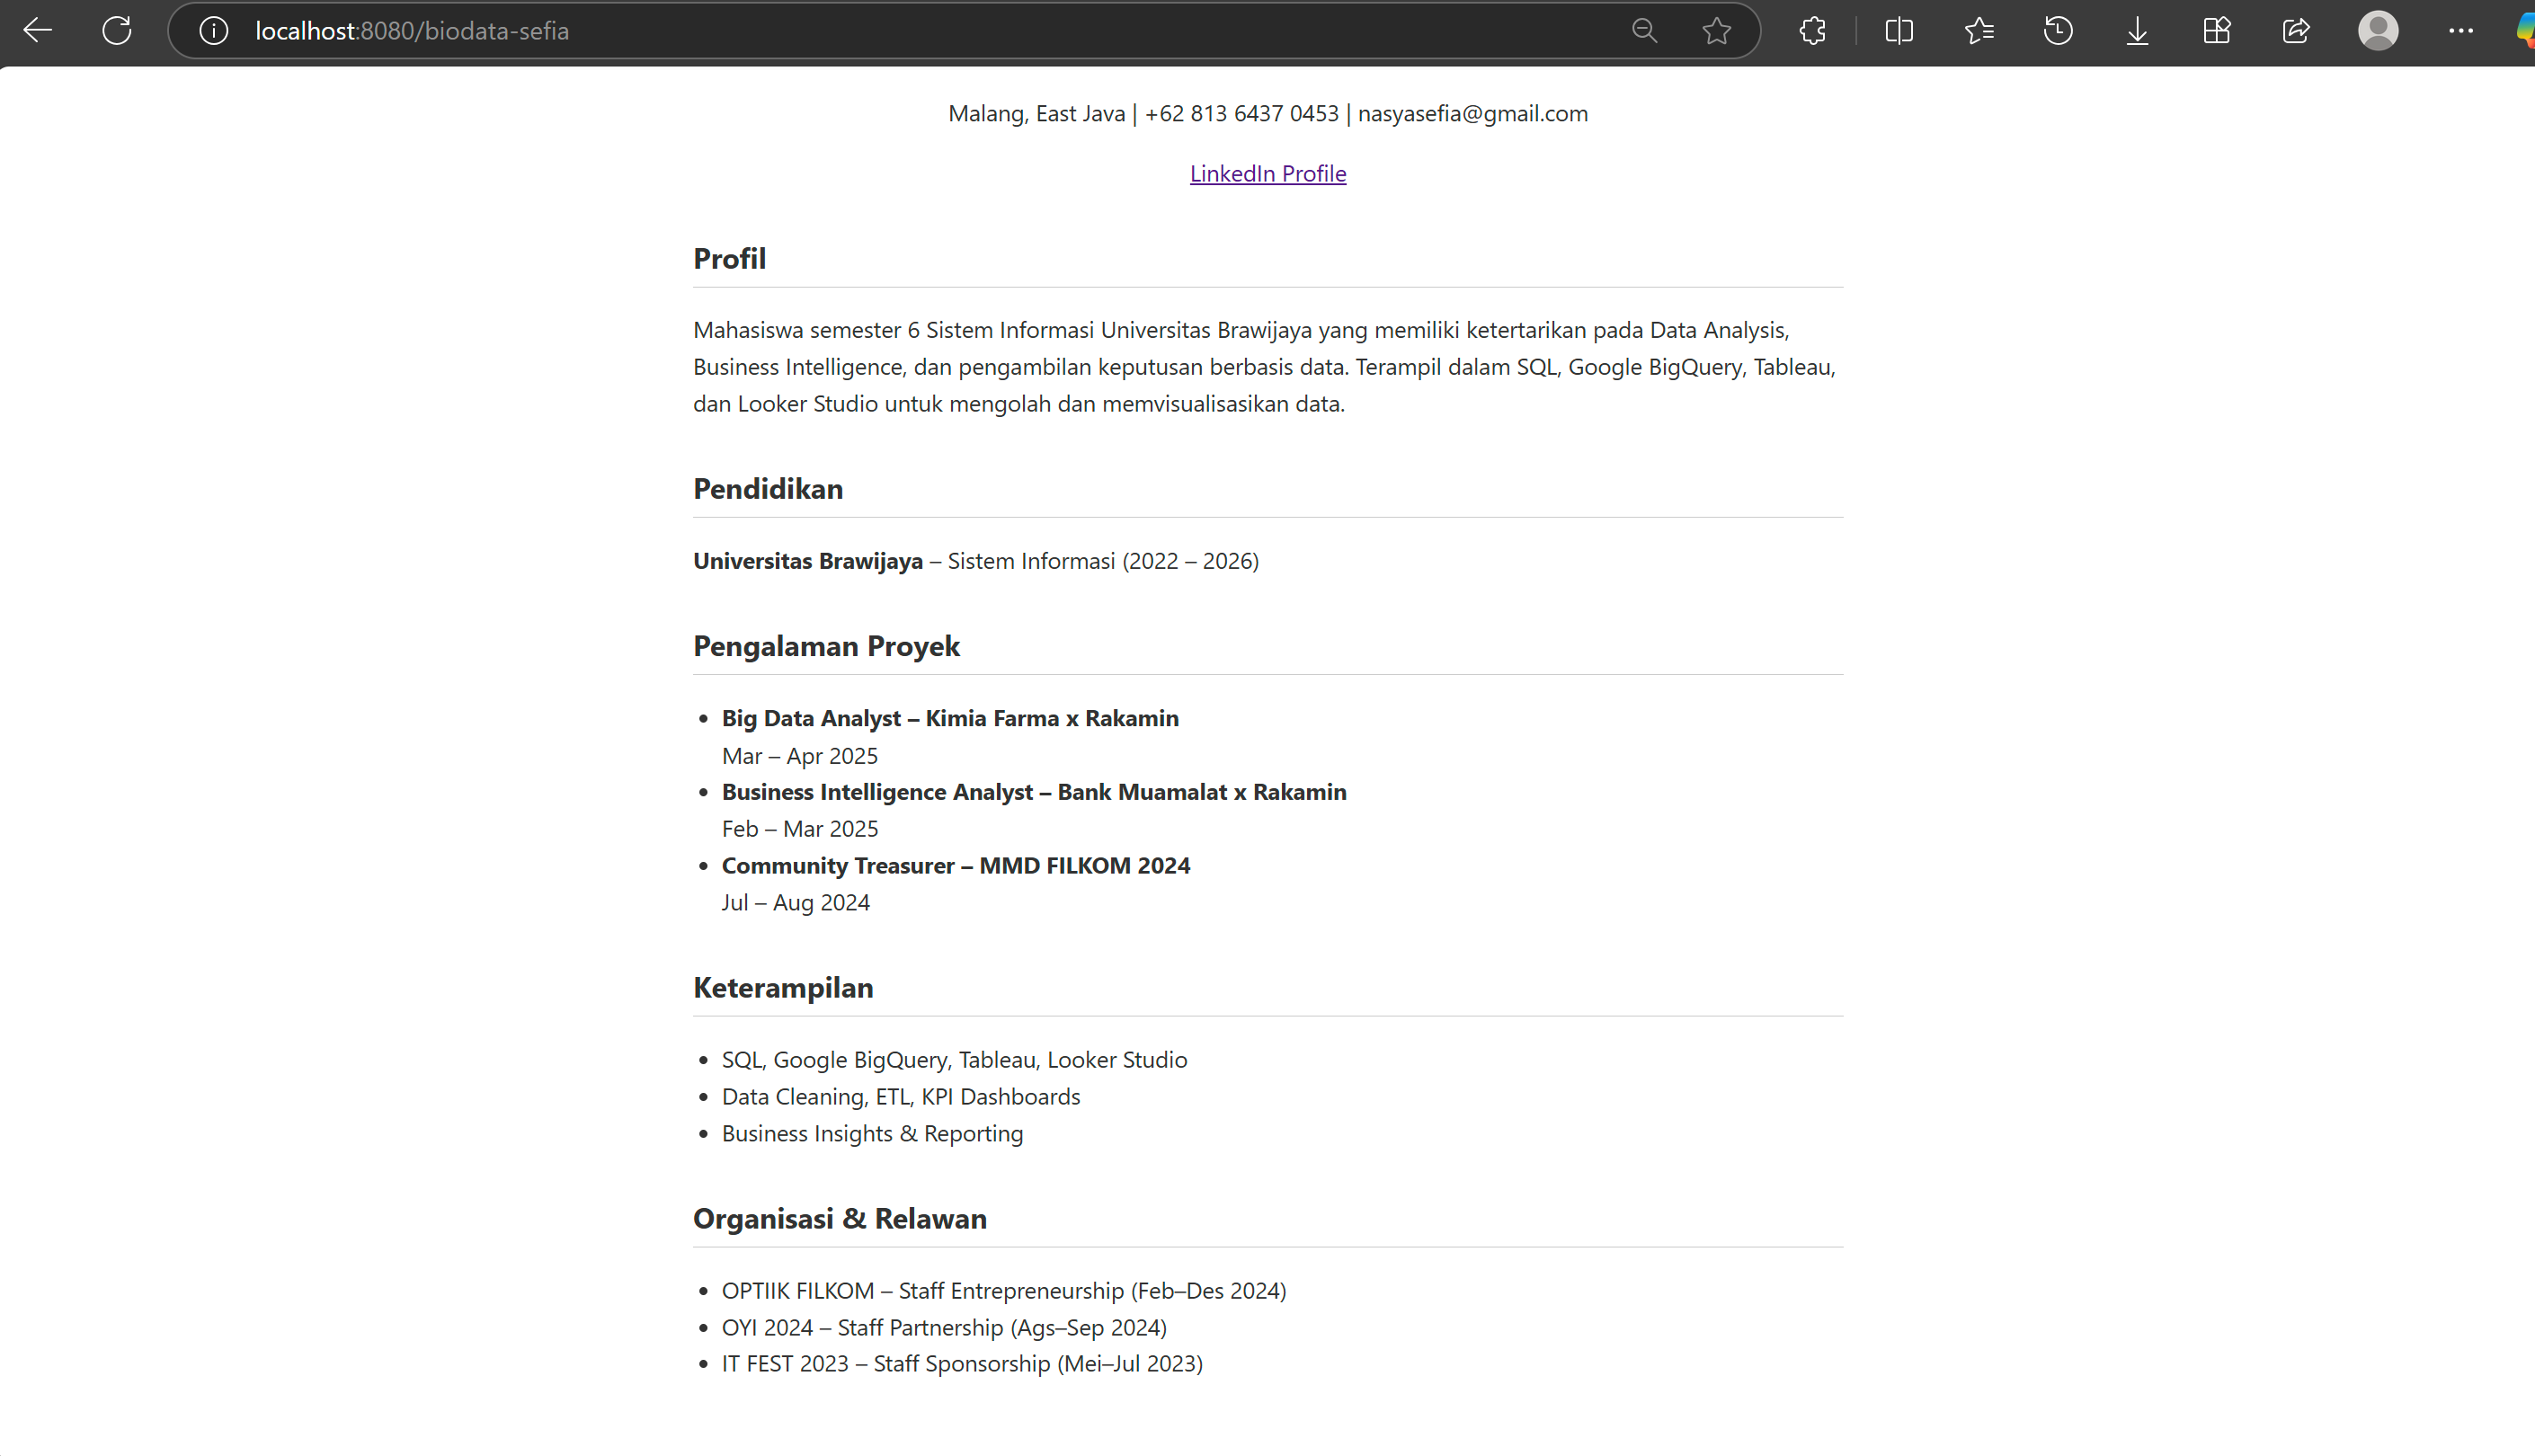 localhost:8080/biodata-sefia
Malang, East Java | +62 813 6437 0453 | nasyasefia@gmail.com
LinkedIn Profile
Profil
Mahasiswa semester 6 Sistem Informasi Universitas Brawijaya yang memiliki ketertarikan pada Data Analysis,
Business Intelligence, dan pengambilan keputusan berbasis data. Terampil dalam SQL, Google BigQuery, Tableau,
dan Looker Studio untuk mengolah dan memvisualisasikan data.
Pendidikan
Universitas Brawijaya – Sistem Informasi (2022 – 2026)
Pengalaman Proyek
• Big Data Analyst – Kimia Farma x Rakamin
Mar – Apr 2025
• Business Intelligence Analyst – Bank Muamalat x Rakamin
Feb – Mar 2025
• Community Treasurer – MMD FILKOM 2024
Jul – Aug 2024
Keterampilan
• SQL, Google BigQuery, Tableau, Looker Studio
• Data Cleaning, ETL, KPI Dashboards
• Business Insights & Reporting
Organisasi & Relawan
• OPTIIK FILKOM – Staff Entrepreneurship (Feb–Des 2024)
• OYI 2024 – Staff Partnership (Ags–Sep 2024)
• IT FEST 2023 – Staff Sponsorship (Mei–Jul 2023)